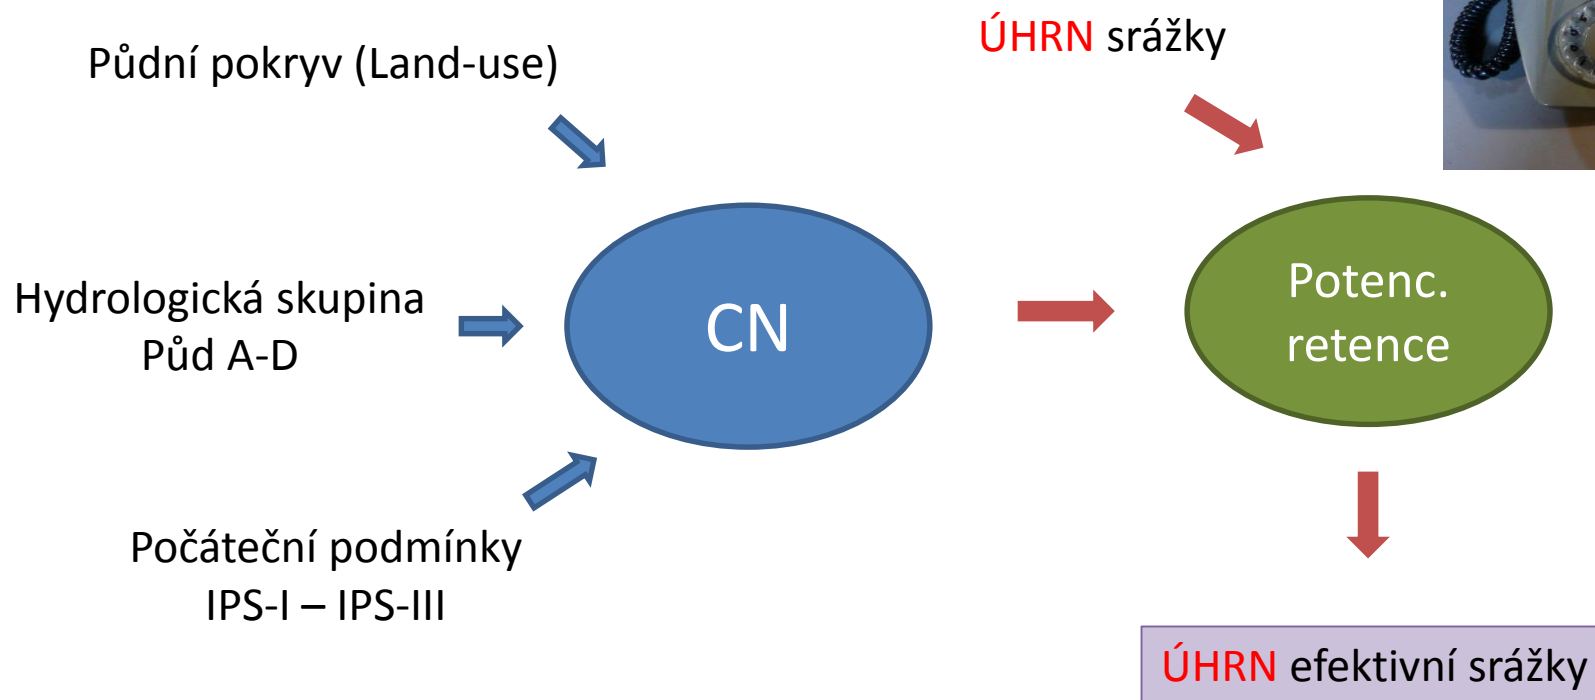 Půdní pokryv (Land-use)
ÚHRN srážky
Hydrologická skupina
Půd A-D
CN
Potenc.
retence
Počáteční podmínky
IPS-I – IPS-III
ÚHRN efektivní srážky